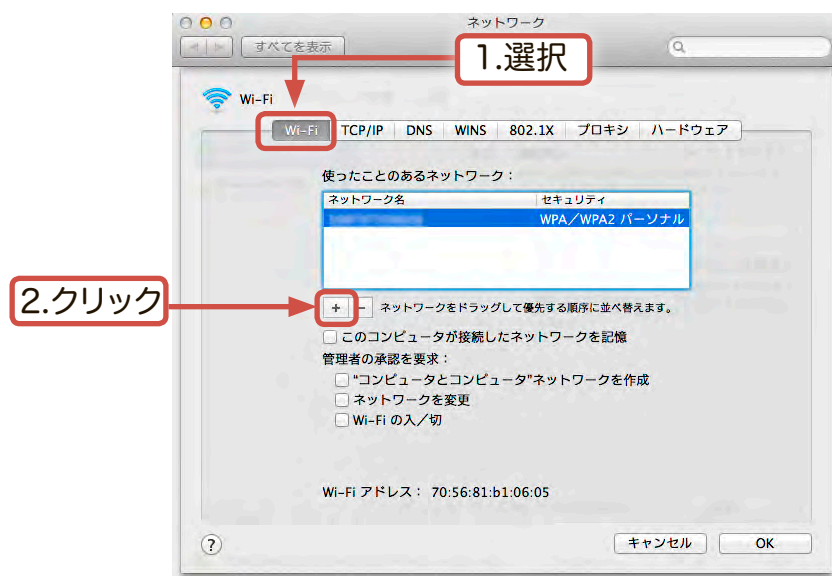 ネットワーク
すべてを表示
1.選択
Wi-Fi
Wi-Fi TCP/IP DNS WINS 802.1X プロキシ ハードウェア
使ったことのあるネットワーク：
ネットワーク名 セキュリティ
WPA／WPA2 パーソナル
2.クリック
+ − ネットワークをドラッグして優先する順序に並べ替えます。
このコンピュータが接続したネットワークを記憶
管理者の承認を要求：
“コンピュータとコンピュータ”ネットワークを作成
ネットワークを変更
Wi-Fi の入／切
Wi-Fi アドレス： 70:56:81:b1:06:05
? キャンセル OK